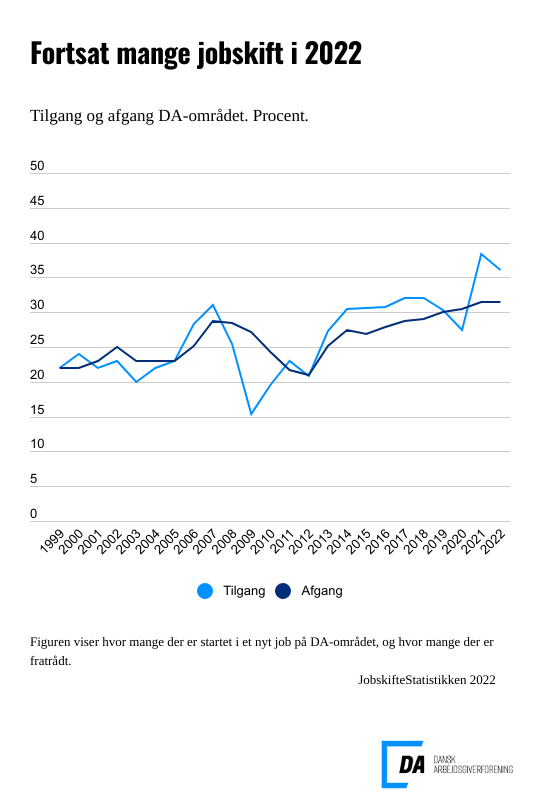 Fortsat mange jobskift i 2022
Tilgang og afgang DA-området. Procent.
50
45
40
35
30
25
20
15
10
5
0
1999 2000 2001 2002 2003 2004 2005 2006 2007 2008 2009 2010 2011 2012 2013 2014 2015 2016 2017 2018 2019 2020 2021 2022
Tilgang Afgang
Figuren viser hvor mange der er startet i et nyt job på DA-området, og hvor mange der er
fratrådt.
JobskifteStatistikken 2022
DA
DANSK
ARBEJDSGIVERFORENING